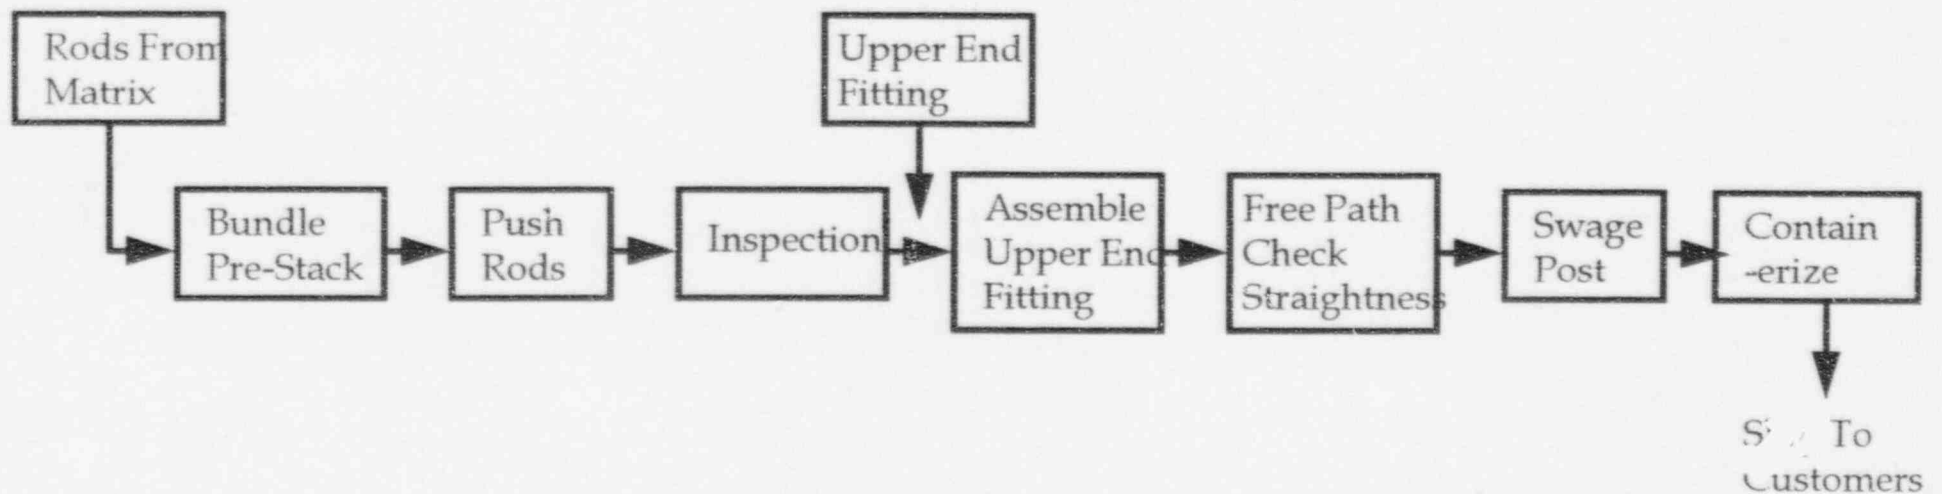 Rods From
Matrix
Upper End
Fitting
Bundle
Pre-Stack
Push
Rods
Inspection
Assemble
Upper End
Fitting
Free Path
Check
Straightness
Swage
Post
Contain
-erize
To
Customers